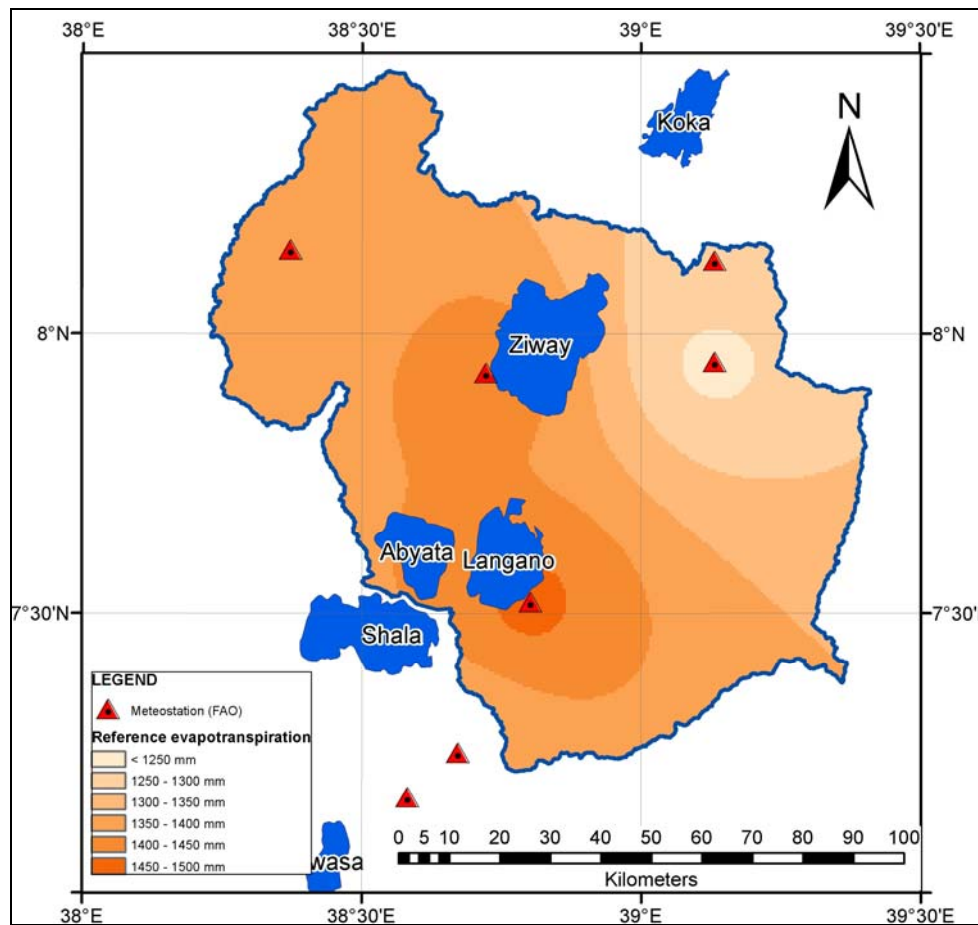 38°E 38°30'E 39°E 39°30'E
Koka
N
8°N 8°N
Ziway
Abyata Langano
7°30'N 7°30'N
Shala
LEGEND
Meteostation (FAO)
Reference evapotranspiration
< 1250 mm
1250 - 1300 mm
1300 - 1350 mm
1350 - 1400 mm
1400 - 1450 mm
1450 - 1500 mm
wasa
0 5 10 20 30 40 50 60 70 80 90 100
Kilometers
38°E 38°30'E 39°E 39°30'E